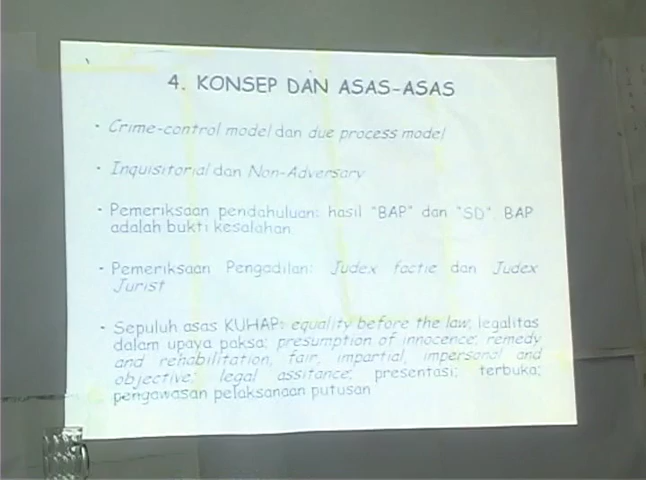 4. KONSEP DAN ASAS-ASAS
• Crime-control model dan due process model
• Inquisitorial dan Non-Adversary
• Pemeriksaan pendahuluan: hasil "BAP" dan "SD". BAP
adalah bukti kesalahan
• Pemeriksaan Pengadilan: Judex factie dan Judex
Jurist
• Sepuluh asas KUHAP: equality before the law; legalitas
dalam upaya paksa; presumption of innocence; remedy
and rehabilitation; fair, impartial, impersonal and
objective; legal assitance; presentasi; terbuka;
pengawasan pelaksanaan putusan